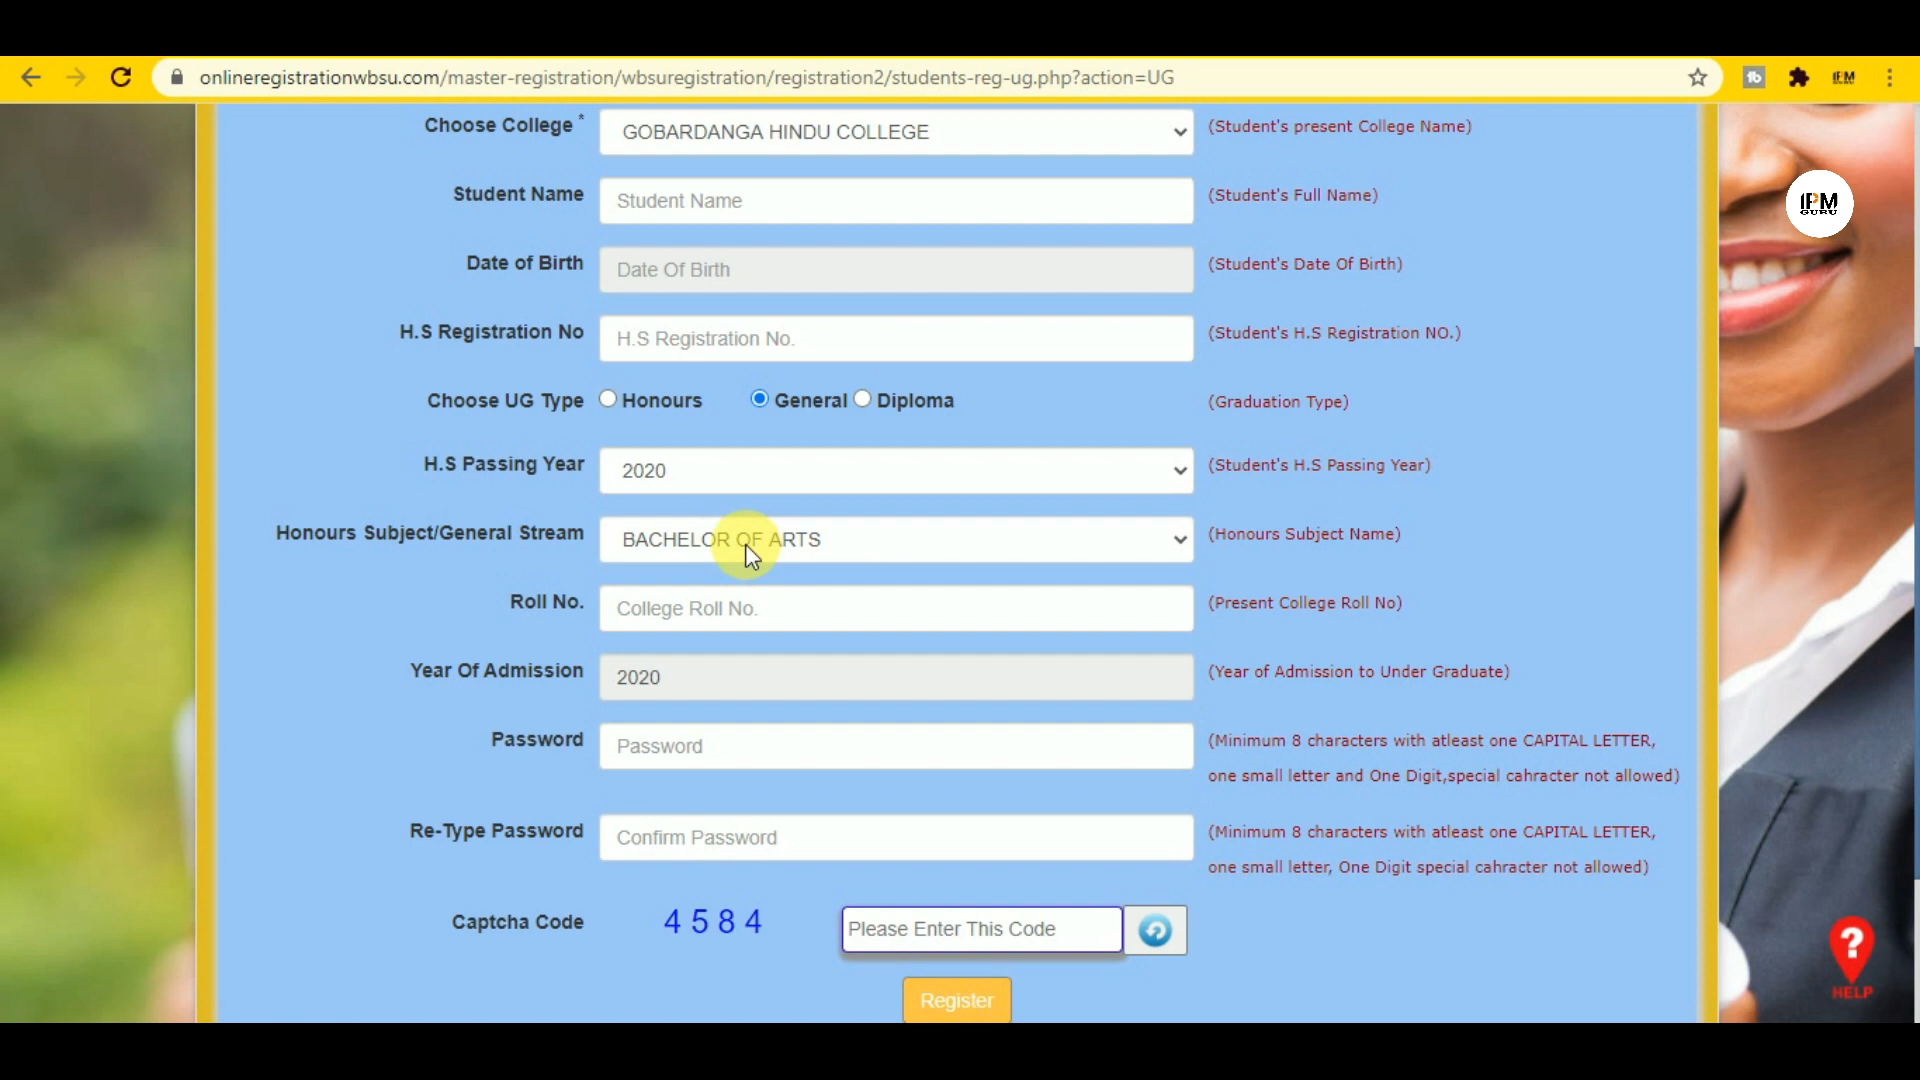 onlineregistrationwbsu.com/master-registration/wbsuregistration/registration2/students-reg-ug.php?action=UG
Choose College * GOBARDANGA HINDU COLLEGE (Student's present College Name)
Student Name Student Name (Student's Full Name)
IPM
GURU
Date of Birth Date Of Birth (Student's Date Of Birth)
H.S Registration No H.S Registration No. (Student's H.S Registration NO.)
Choose UG Type Honours General Diploma (Graduation Type)
H.S Passing Year 2020 (Student's H.S Passing Year)
Honours Subject/General Stream BACHELOR OF ARTS (Honours Subject Name)
Roll No. College Roll No. (Present College Roll No)
Year Of Admission 2020 (Year of Admission to Under Graduate)
Password Password (Minimum 8 characters with atleast one CAPITAL LETTER,
one small letter and One Digit,special cahracter not allowed)
Re-Type Password Confirm Password (Minimum 8 characters with atleast one CAPITAL LETTER,
one small letter, One Digit special cahracter not allowed)
Captcha Code 4584 Please Enter This Code
?
HELP
Register